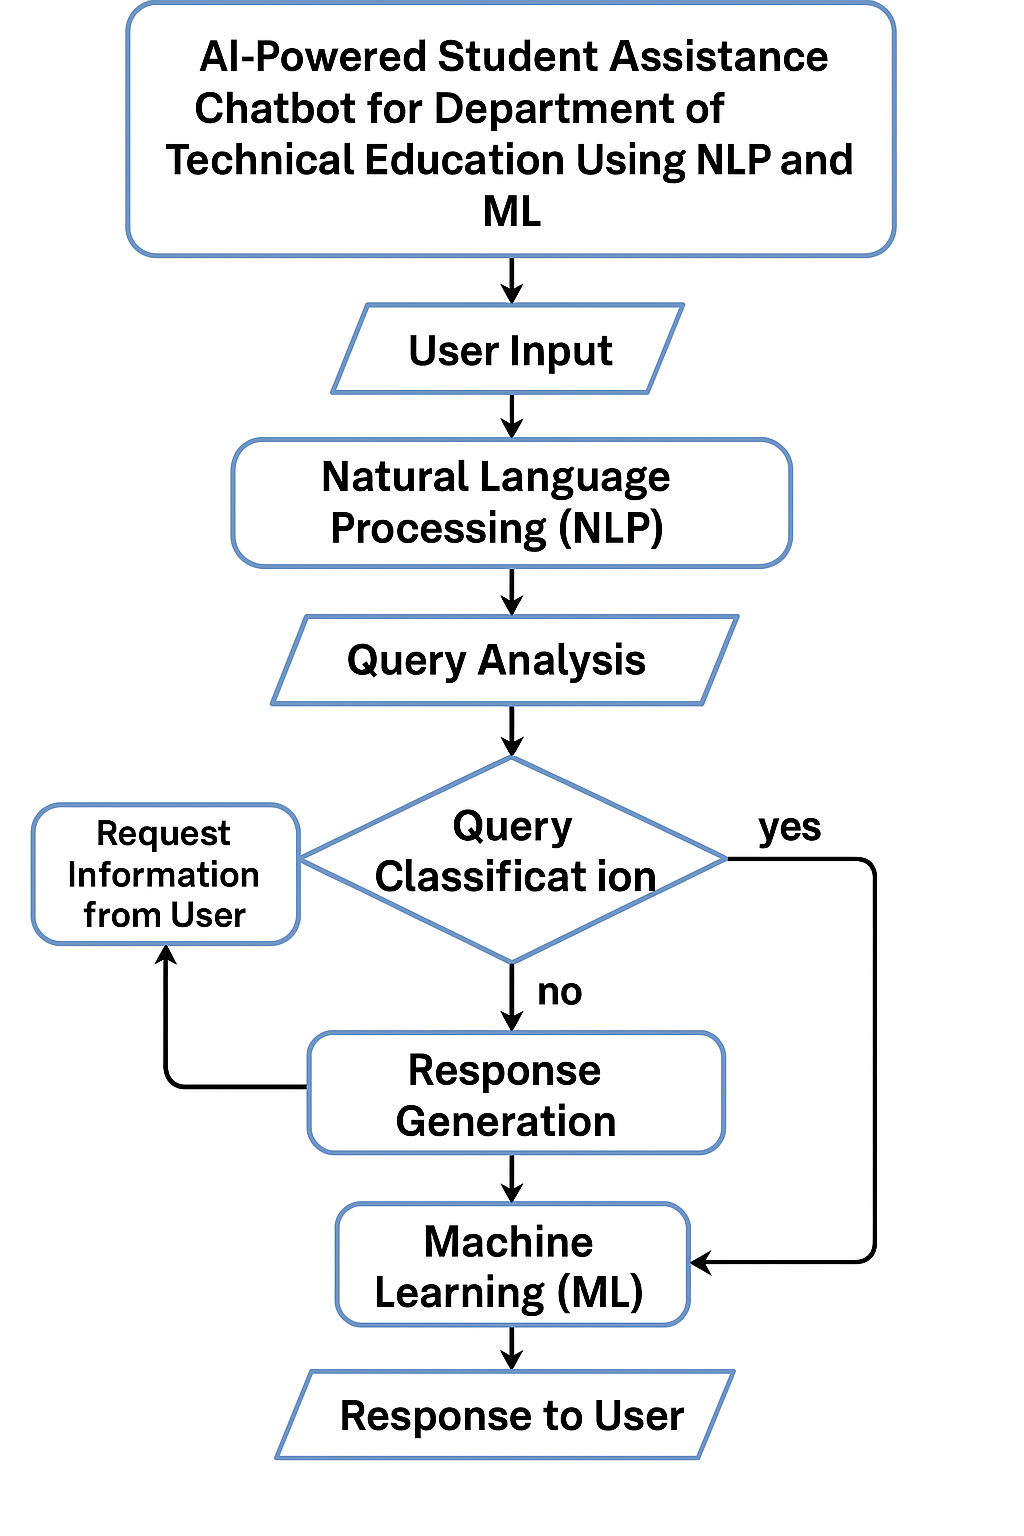 AI-Powered Student Assistance
Chatbot for Department of
Technical Education Using NLP and
ML
User Input
Natural Language
Processing (NLP)
Query Analysis
Query
Classificat ion
yes
Request
Information
from User
no
Response
Generation
Machine
Learning (ML)
Response to User